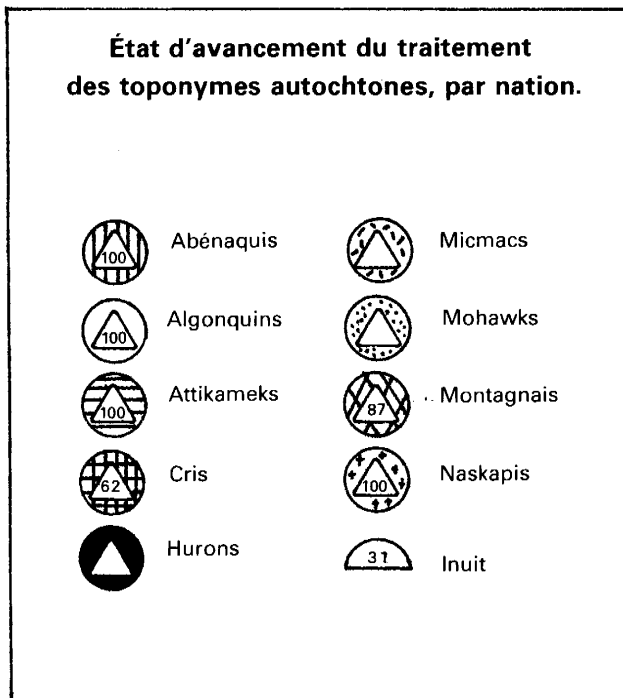 État d'avancement du traitement
des toponymes autochtones, par nation.
100 Abénaquis
Micmacs
100 Algonquins
Mohawks
100 Attikameks
87 Montagnais
62 Cris
100 Naskapis
Hurons
31 Inuit